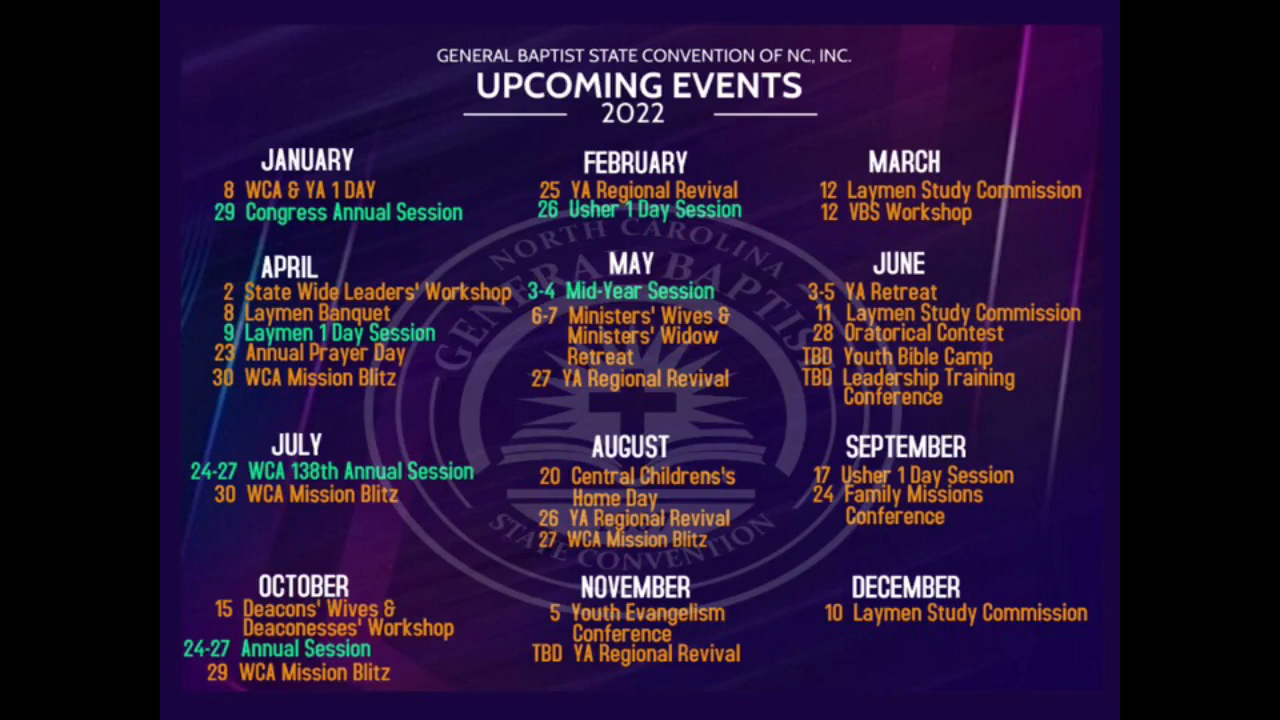 GENERAL BAPTIST STATE CONVENTION OF NC, INC.
UPCOMING EVENTS
2022
JANUARY
8 WCA & YA 1 DAY
29 Congress Annual Session
FEBRUARY
25 YA Regional Revival
26 Usher 1 Day Session
MARCH
12 Laymen Study Commission
12 VBS Workshop
APRIL
2 State Wide Leaders' Workshop
8 Laymen Banquet
9 Laymen 1 Day Session
23 Annual Prayer Day
30 WCA Mission Blitz
MAY
3-4 Mid-Year Session
6-7 Ministers' Wives &
Ministers' Widow
Retreat
27 YA Regional Revival
JUNE
3-5 YA Retreat
11 Laymen Study Commission
28 Oratorical Contest
TBD Youth Bible Camp
TBD Leadership Training
Conference
JULY
24-27 WCA 138th Annual Session
30 WCA Mission Blitz
AUGUST
20 Central Childrens's
Home Day
26 YA Regional Revival
27 WCA Mission Blitz
SEPTEMBER
17 Usher 1 Day Session
24 Family Missions
Conference
OCTOBER
15 Deacons' Wives &
Deaconesses' Workshop
24-27 Annual Session
29 WCA Mission Blitz
NOVEMBER
5 Youth Evangelism
Conference
TBD YA Regional Revival
DECEMBER
10 Laymen Study Commission
NORTH CAROLINA
GENERAL BAPTIST
STATE CONVENTION